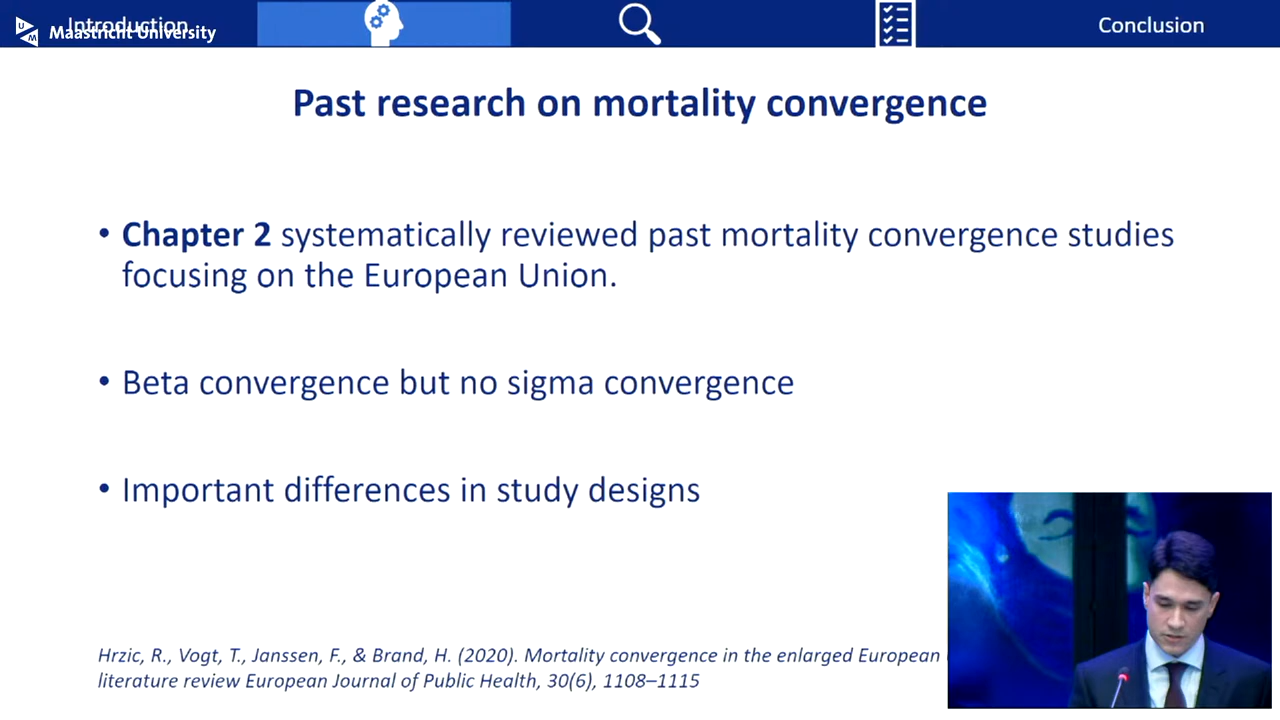 Introduction
UM Maastricht University
Conclusion
Past research on mortality convergence
• Chapter 2 systematically reviewed past mortality convergence studies
focusing on the European Union.
• Beta convergence but no sigma convergence
• Important differences in study designs
Hrzic, R., Vogt, T., Janssen, F., & Brand, H. (2020). Mortality convergence in the enlarged European
literature review European Journal of Public Health, 30(6), 1108–1115